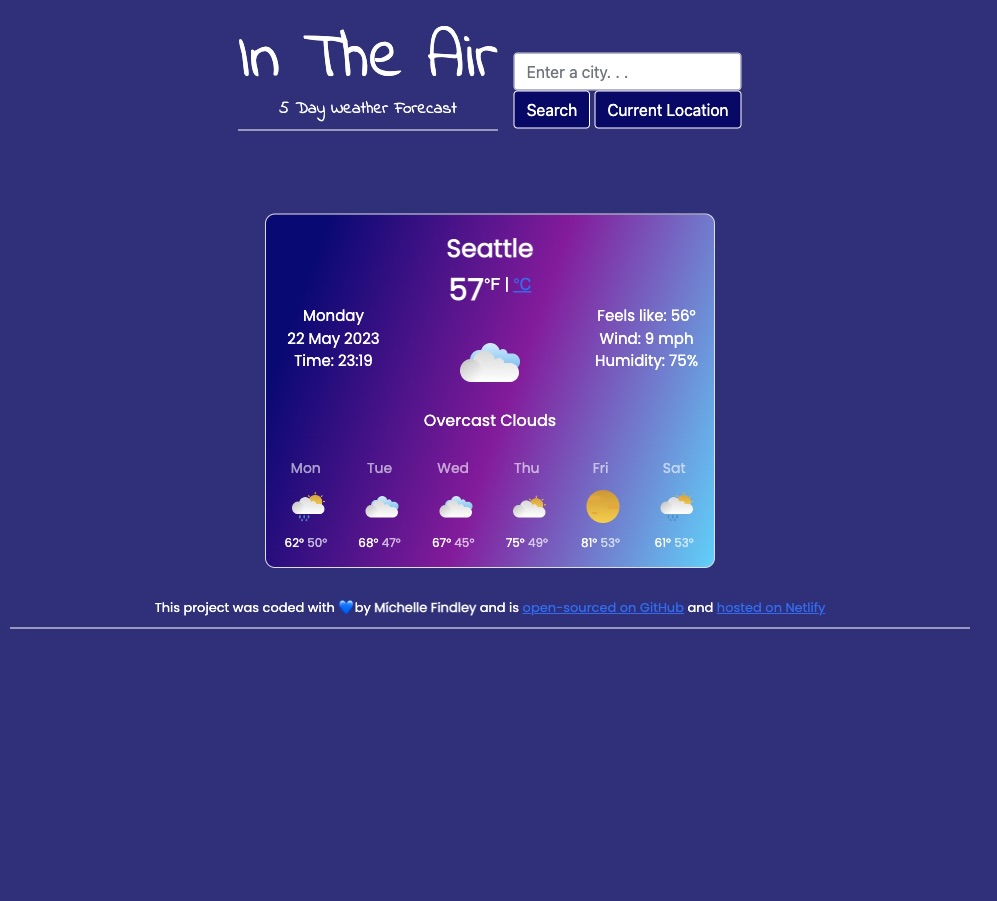 In The Air
5 Day Weather Forecast
Enter a city. . .
Search
Current Location
Seattle
57°F | °C
Monday
22 May 2023
Time: 23:19
Feels like: 56°
Wind: 9 mph
Humidity: 75%
Overcast Clouds
Mon Tue Wed Thu Fri Sat
62° 50° 68° 47° 67° 45° 75° 49° 81° 53° 61° 53°
This project was coded with 💙by Michelle Findley and is open-sourced on GitHub and hosted on Netlify